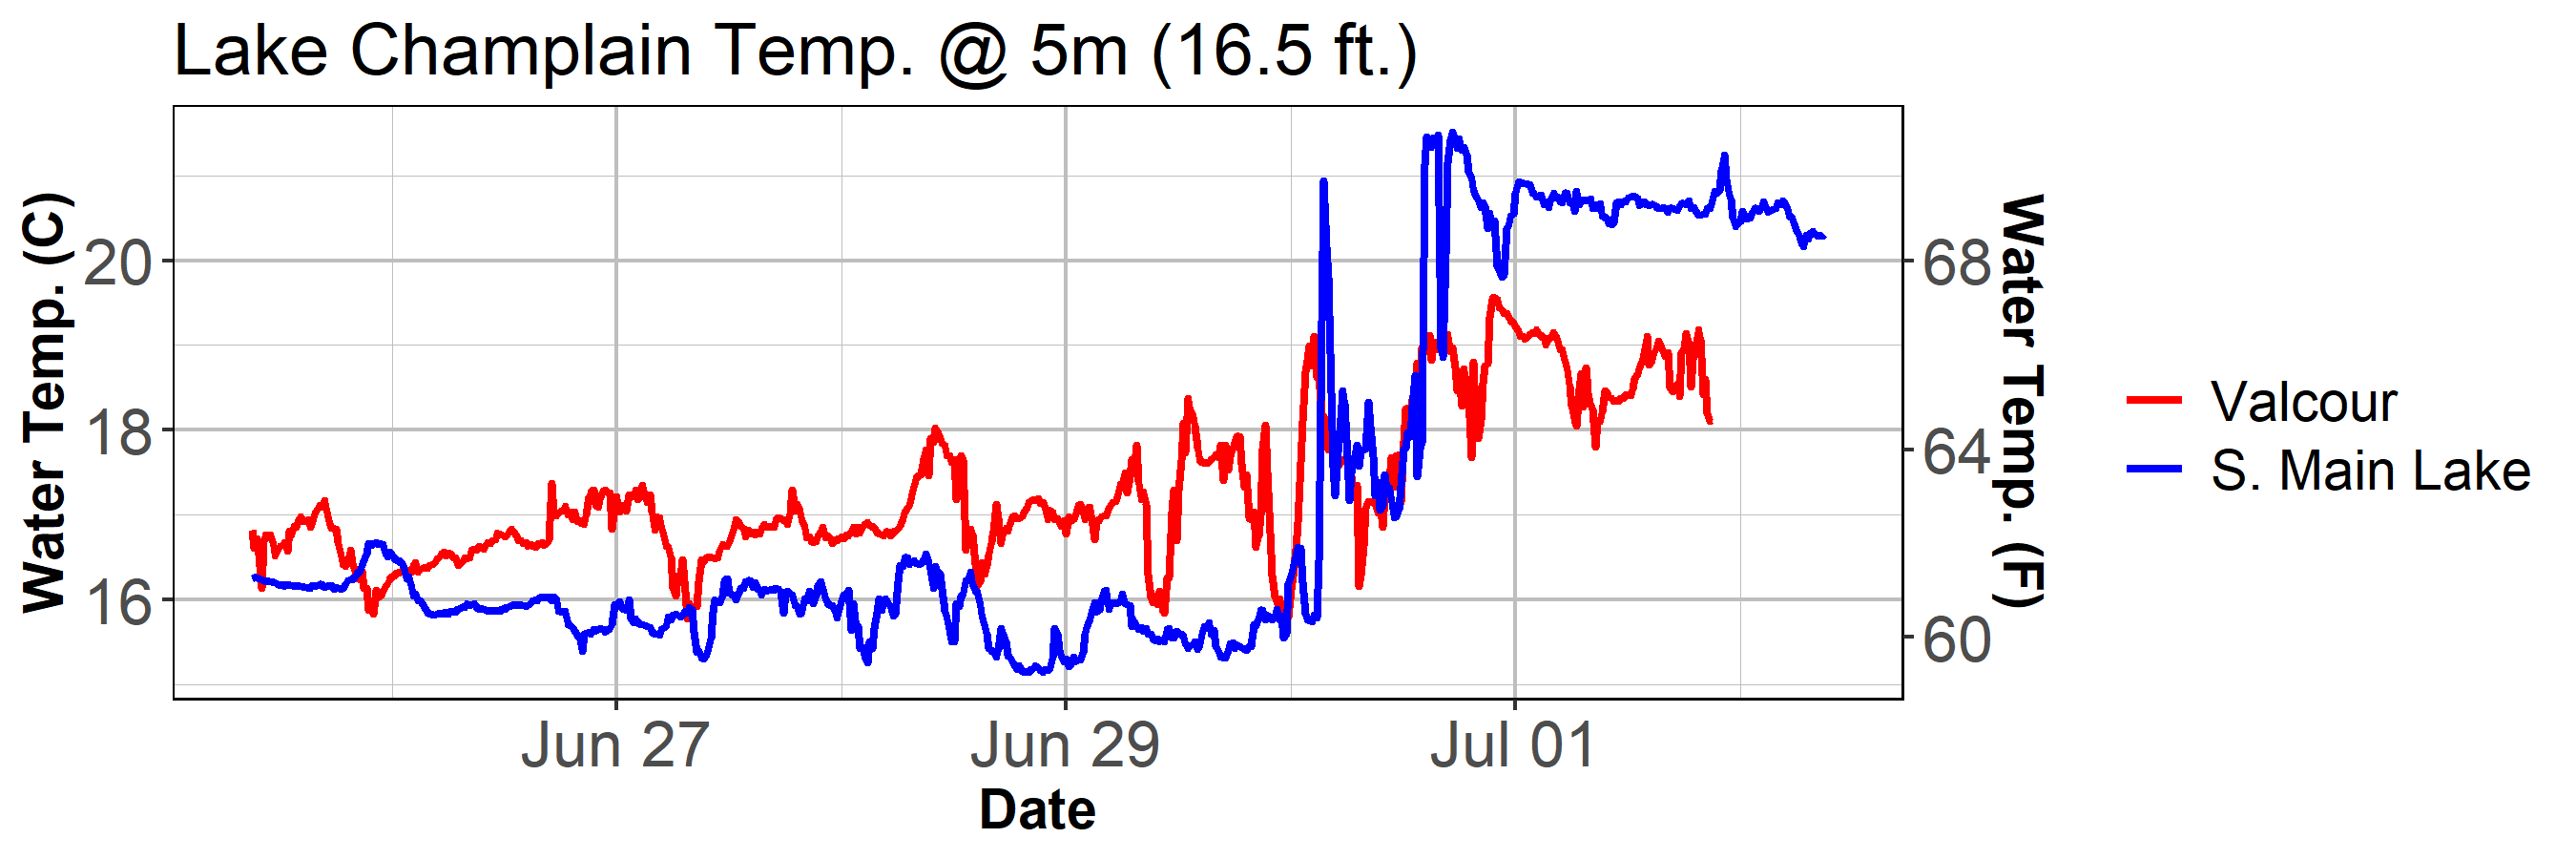 Lake Champlain Temp. @ 5m (16.5 ft.)
Water Temp. (C)
20
18
16
68
64
60
Water Temp. (F)
Jun 27
Jun 29
Jul 01
Date
Valcour
S. Main Lake